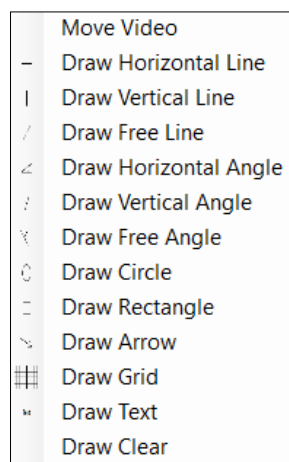 Move Video
Draw Horizontal Line
Draw Vertical Line
Draw Free Line
Draw Horizontal Angle
Draw Vertical Angle
Draw Free Angle
Draw Circle
Draw Rectangle
Draw Arrow
Draw Grid
Draw Text
Draw Clear